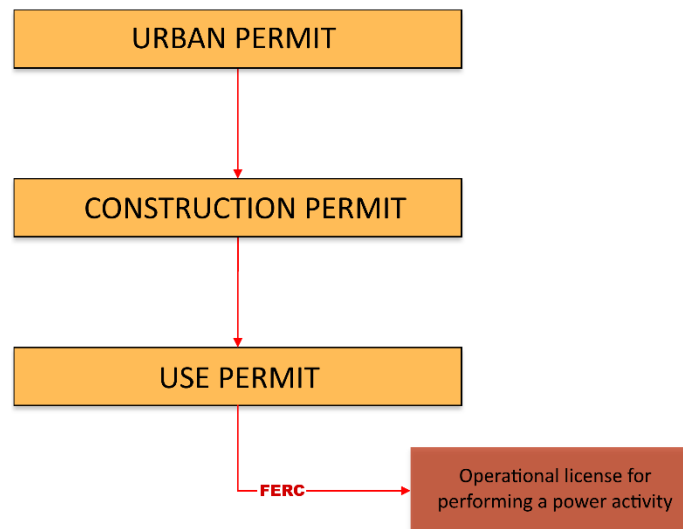 URBAN PERMIT
CONSTRUCTION PERMIT
USE PERMIT
FERC
Operational license for
performing a power activity